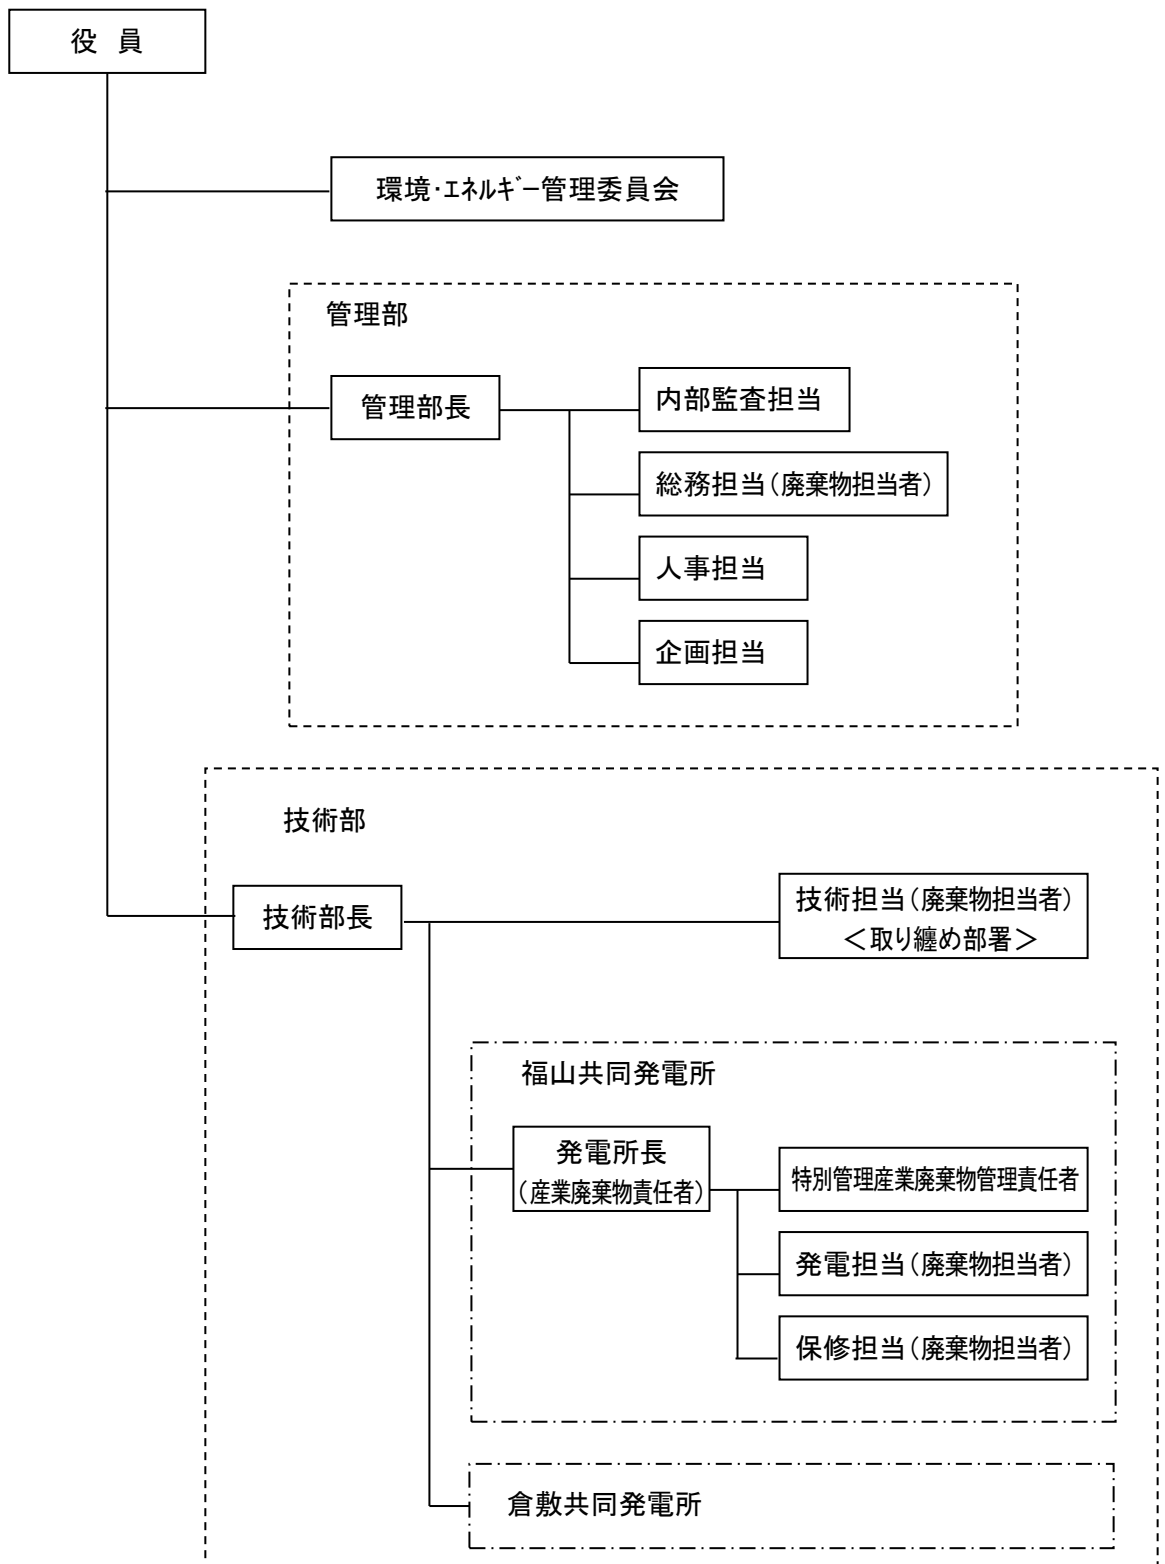 役 員
環境･ｴﾈﾙｷﾞｰ管理委員会
管理部
管理部長
内部監査担当
総務担当（廃棄物担当者）
人事担当
企画担当
技術部
技術部長
技術担当（廃棄物担当者）
＜取り纏め部署＞
福山共同発電所
発電所長
（産業廃棄物責任者）
特別管理産業廃棄物管理責任者
発電担当（廃棄物担当者）
保修担当（廃棄物担当者）
倉敷共同発電所